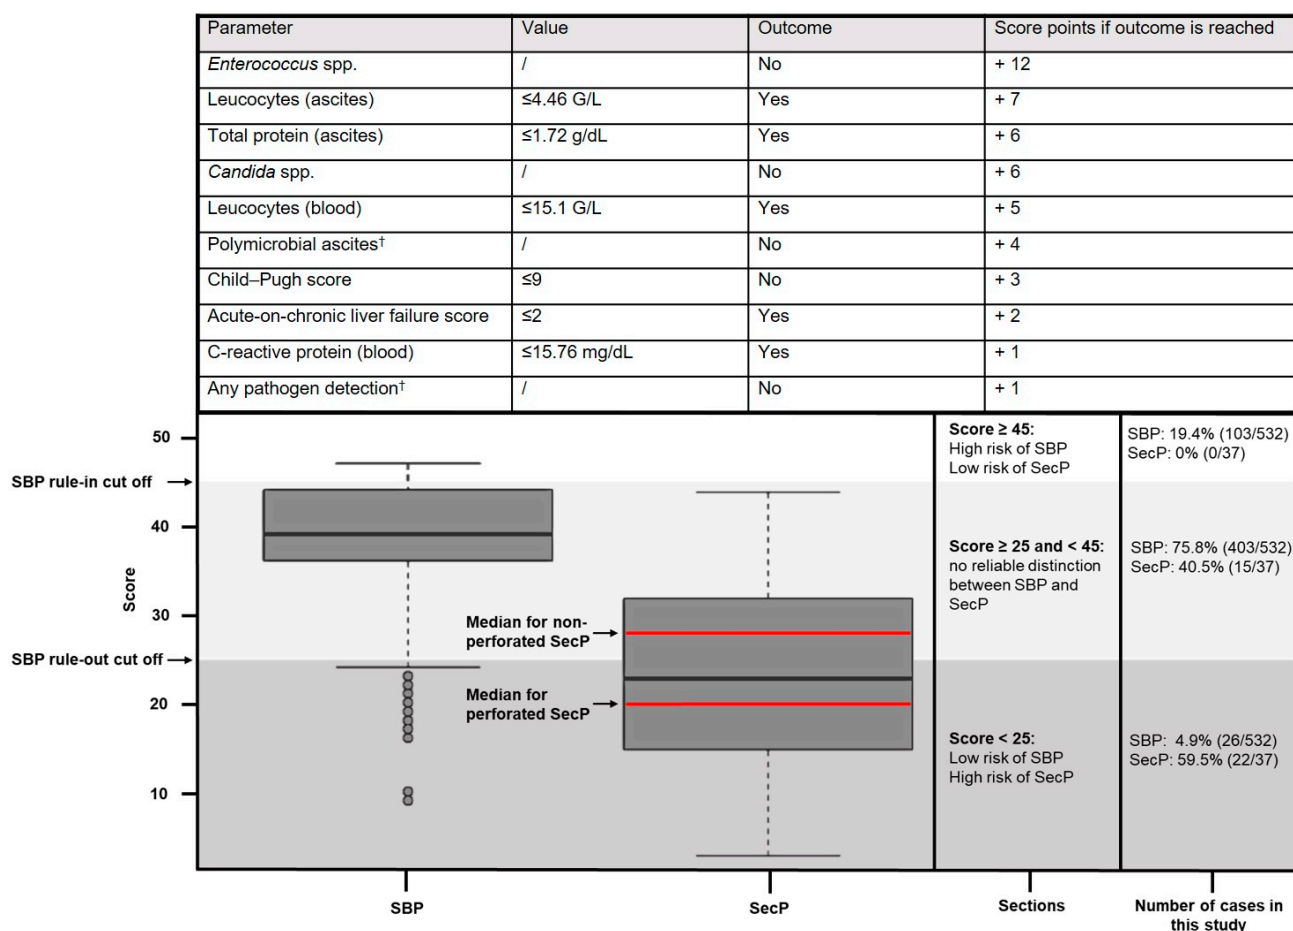 Parameter Value Outcome Score points if outcome is reached
Enterococcus spp. / No + 12
Leucocytes (ascites) ≤4.46 G/L Yes + 7
Total protein (ascites) ≤1.72 g/dL Yes + 6
Candida spp. / No + 6
Leucocytes (blood) ≤15.1 G/L Yes + 5
Polymicrobial ascites† / No + 4
Child–Pugh score ≤9 No + 3
Acute-on-chronic liver failure score ≤2 Yes + 2
C-reactive protein (blood) ≤15.76 mg/dL Yes + 1
Any pathogen detection† / No + 1
50
40
30
20
10
Score
SBP rule-in cut off
SBP rule-out cut off
Median for non-
perforated SecP
Median for
perforated SecP
Score ≥ 45:
High risk of SBP
Low risk of SecP
SBP: 19.4% (103/532)
SecP: 0% (0/37)
Score ≥ 25 and < 45:
no reliable distinction
between SBP and
SecP
SBP: 75.8% (403/532)
SecP: 40.5% (15/37)
Score < 25:
Low risk of SBP
High risk of SecP
SBP: 4.9% (26/532)
SecP: 59.5% (22/37)
SBP
SecP
Sections
Number of cases in
this study